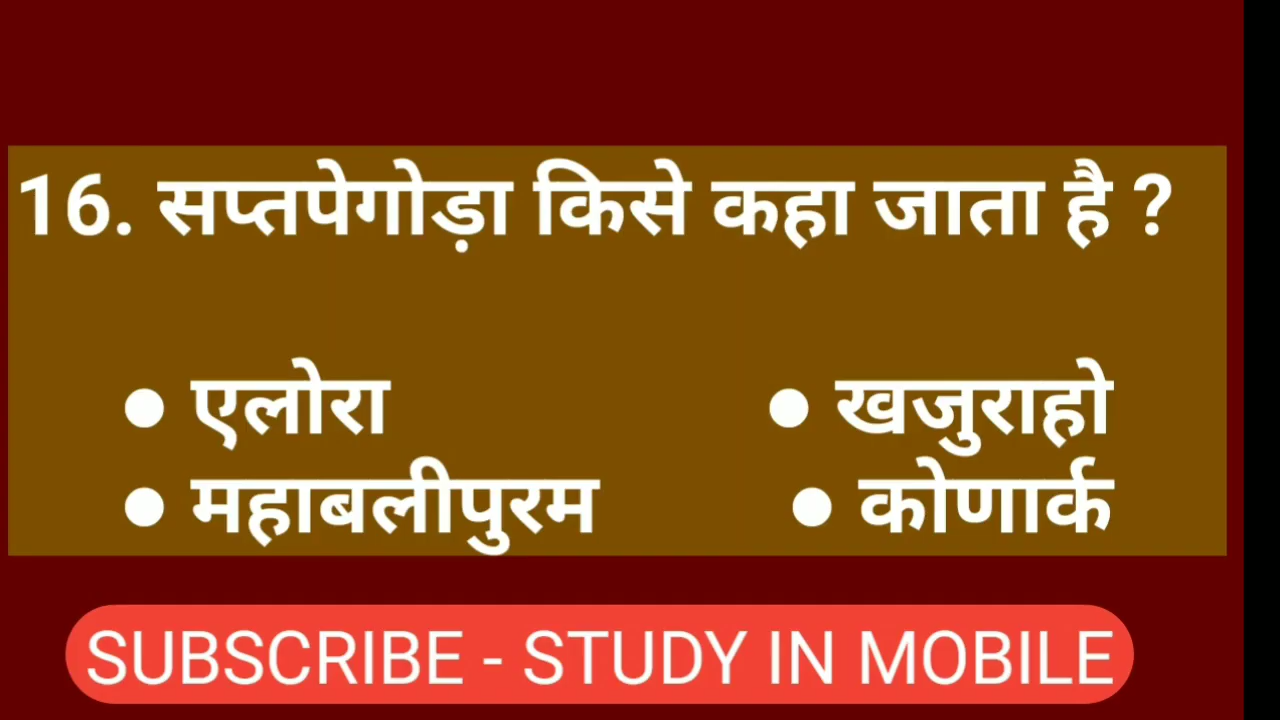 16. सप्तपेगोड़ा किसे कहा जाता है ?
● एलोरा ● खजुराहो
● महाबलीपुरम ● कोणार्क
SUBSCRIBE - STUDY IN MOBILE